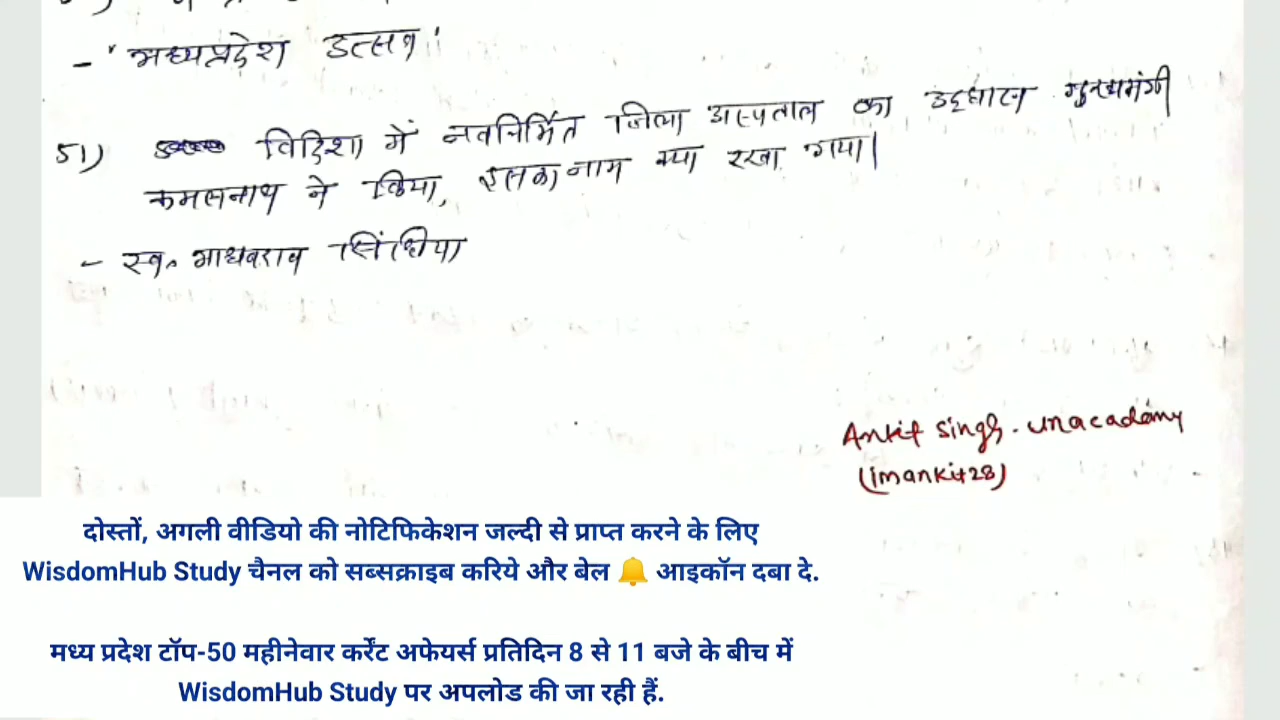 - 'मध्यप्रदेश उत्सव'
51) विदिशा में नवनिर्मित जिला अस्पताल का उद्घाटन मुख्यमंत्री
कमलनाथ ने किया, इसका नाम क्या रखा गया|
- स्व. माधवराव सिंधिया
Ankit Singh. unacademy
(imankit28)
दोस्तों, अगली वीडियो की नोटिफिकेशन जल्दी से प्राप्त करने के लिए
WisdomHub Study चैनल को सब्सक्राइब करिये और बेल 🔔 आइकॉन दबा दे.
मध्य प्रदेश टॉप-50 महीनेवार करेंट अफेयर्स प्रतिदिन 8 से 11 बजे के बीच में
WisdomHub Study पर अपलोड की जा रही हैं.